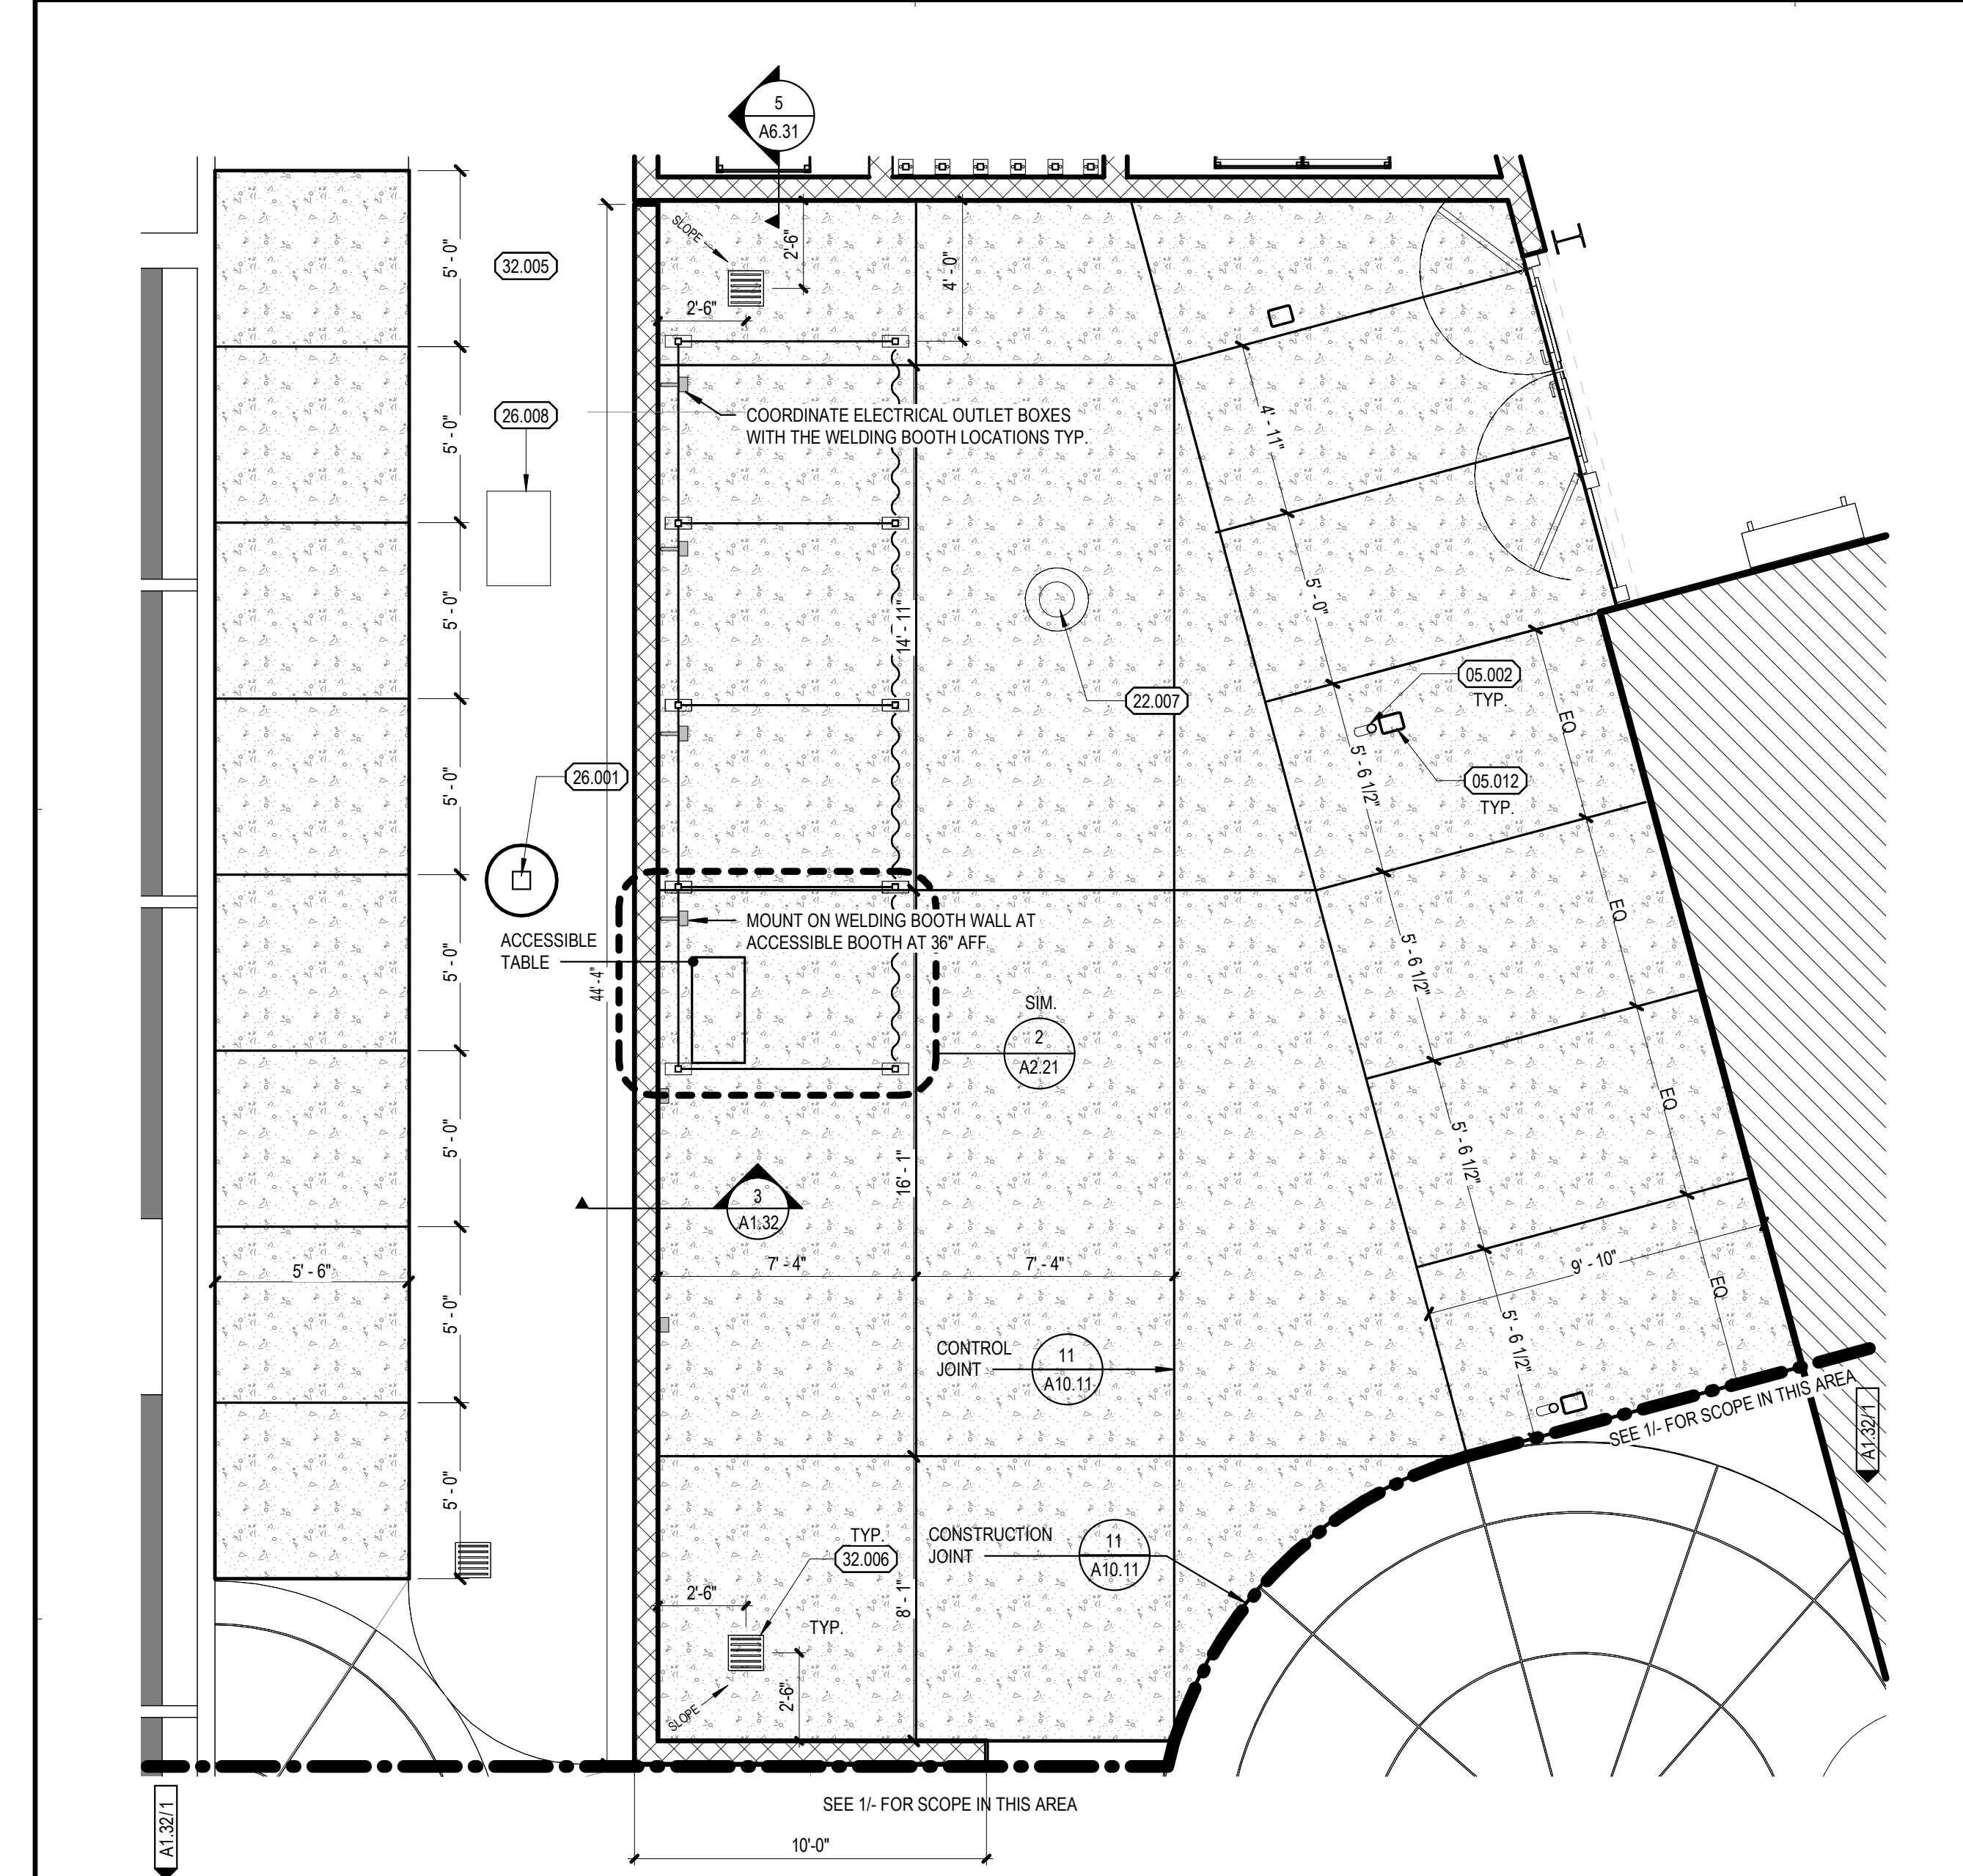 5
A6.31
SLOPE
2'-6"
2'-6"
4' - 0"
5' - 0"
32.005
26.008
5' - 0"
COORDINATE ELECTRICAL OUTLET BOXES
WITH THE WELDING BOOTH LOCATIONS TYP.
4' - 11"
5' - 0"
5' - 0"
14' - 11"
22.007
05.002
TYP.
EQ
5' - 6 1/2"
05.012
TYP.
26.001
5' - 0"
ACCESSIBLE
TABLE
MOUNT ON WELDING BOOTH WALL AT
ACCESSIBLE BOOTH AT 36" AFF
EQ
5' - 6 1/2"
5' - 0"
44'-4"
SIM.
2
A2.21
EQ
5' - 6 1/2"
5' - 0"
16' - 1"
3
A1.32
5' - 6"
7' - 4"
7' - 4"
9' - 10"
EQ
5' - 0"
5' - 6 1/2"
CONTROL
JOINT
11
A10.11
SEE 1/- FOR SCOPE IN THIS AREA
A1.32/1
5' - 0"
TYP.
32.006
CONSTRUCTION
JOINT
11
A10.11
2'-6"
8' - 1"
TYP.
2'-6"
SLOPE
SEE 1/- FOR SCOPE IN THIS AREA
A1.32/1
10'-0"